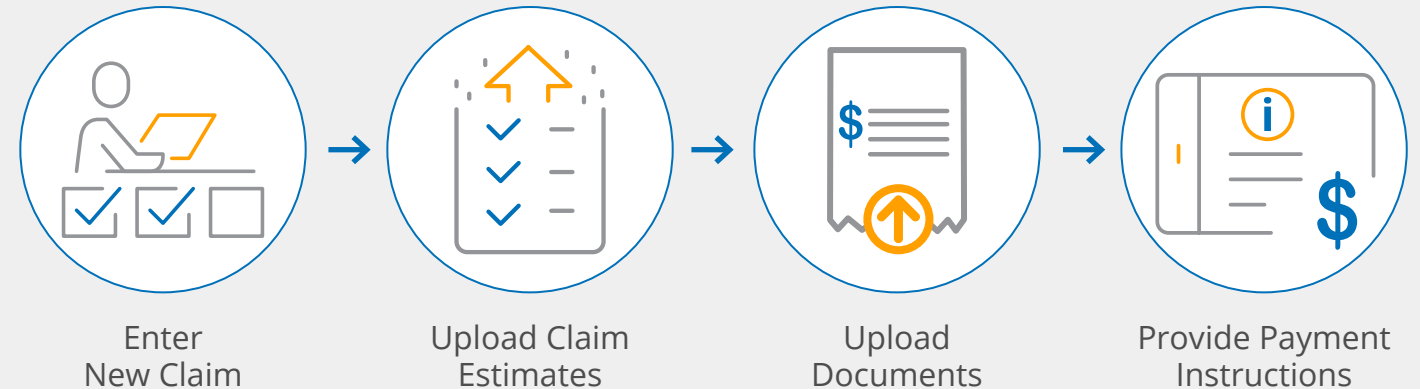 $
i
$
Enter
New Claim
Upload Claim
Estimates
Upload
Documents
Provide Payment
Instructions